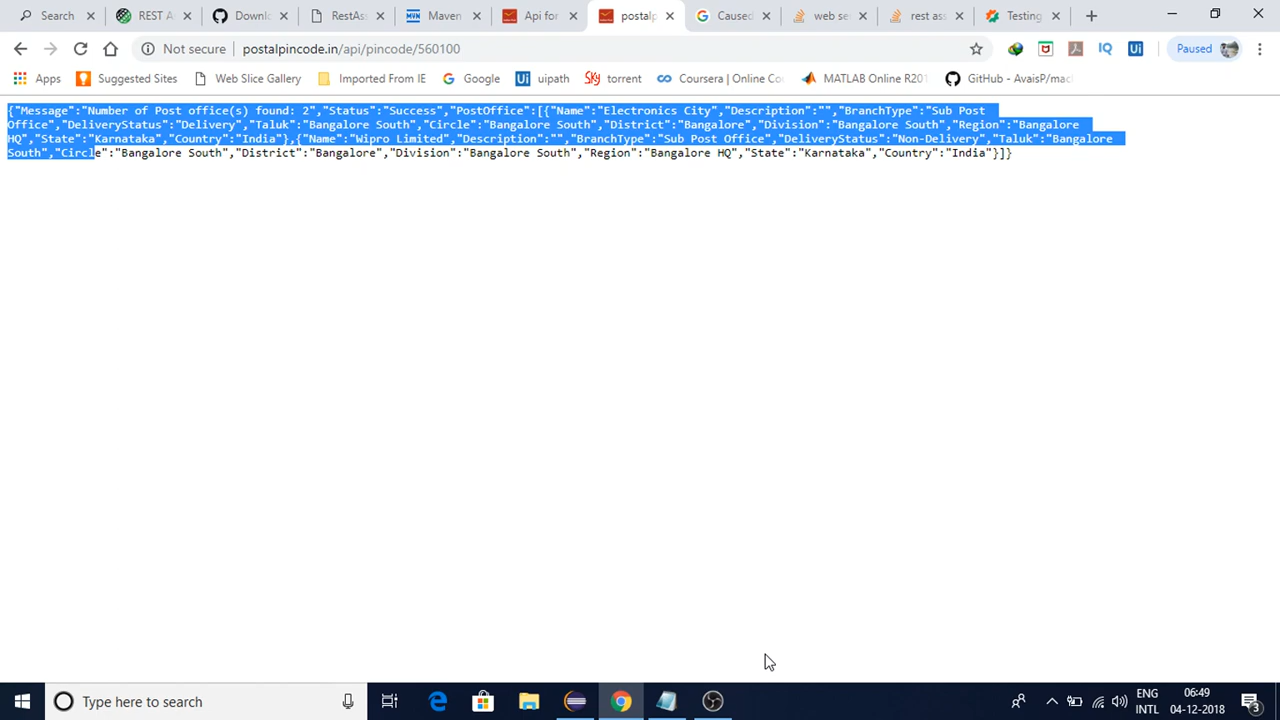 Search
REST A
Downlo
RestAs
Maven
Api for
postalp
Caused
web se
rest ass
Testing
Not secure
postalpincode.in/api/pincode/560100
Paused
Apps
Suggested Sites
Web Slice Gallery
Imported From IE
Google
uipath
torrent
Coursera | Online Co
MATLAB Online R201
GitHub - AvaisP/mac
{"Message":"Number of Post office(s) found: 2","Status":"Success","PostOffice":[{"Name":"Electronics City","Description":"","BranchType":"Sub Post
Office","DeliveryStatus":"Delivery","Taluk":"Bangalore South","Circle":"Bangalore South","District":"Bangalore","Division":"Bangalore South","Region":"Bangalore
HQ","State":"Karnataka","Country":"India"},{"Name":"Wipro Limited","Description":"","BranchType":"Sub Post Office","DeliveryStatus":"Non-Delivery","Taluk":"Bangalore
South","Circle":"Bangalore South","District":"Bangalore","Division":"Bangalore South","Region":"Bangalore HQ","State":"Karnataka","Country":"India"}]}
Type here to search
ENG
INTL
06:49
04-12-2018
3